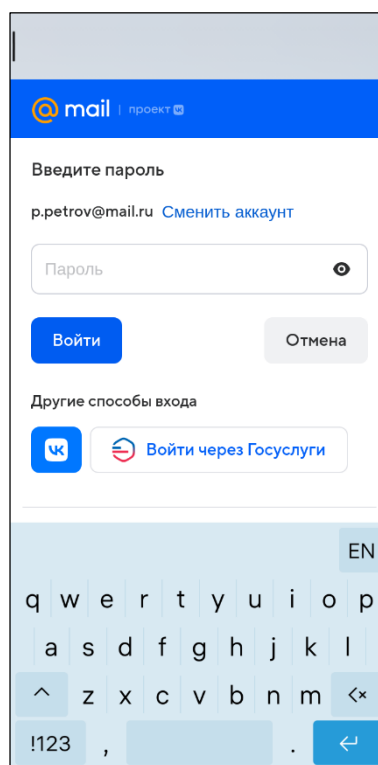 @ mail | проект
Введите пароль
p.petrov@mail.ru Сменить аккаунт
Пароль
Войти Отмена
Другие способы входа
Войти через Госуслуги
EN
q w e r t y u i o p
a s d f g h j k l
z x c v b n m
!123 , .